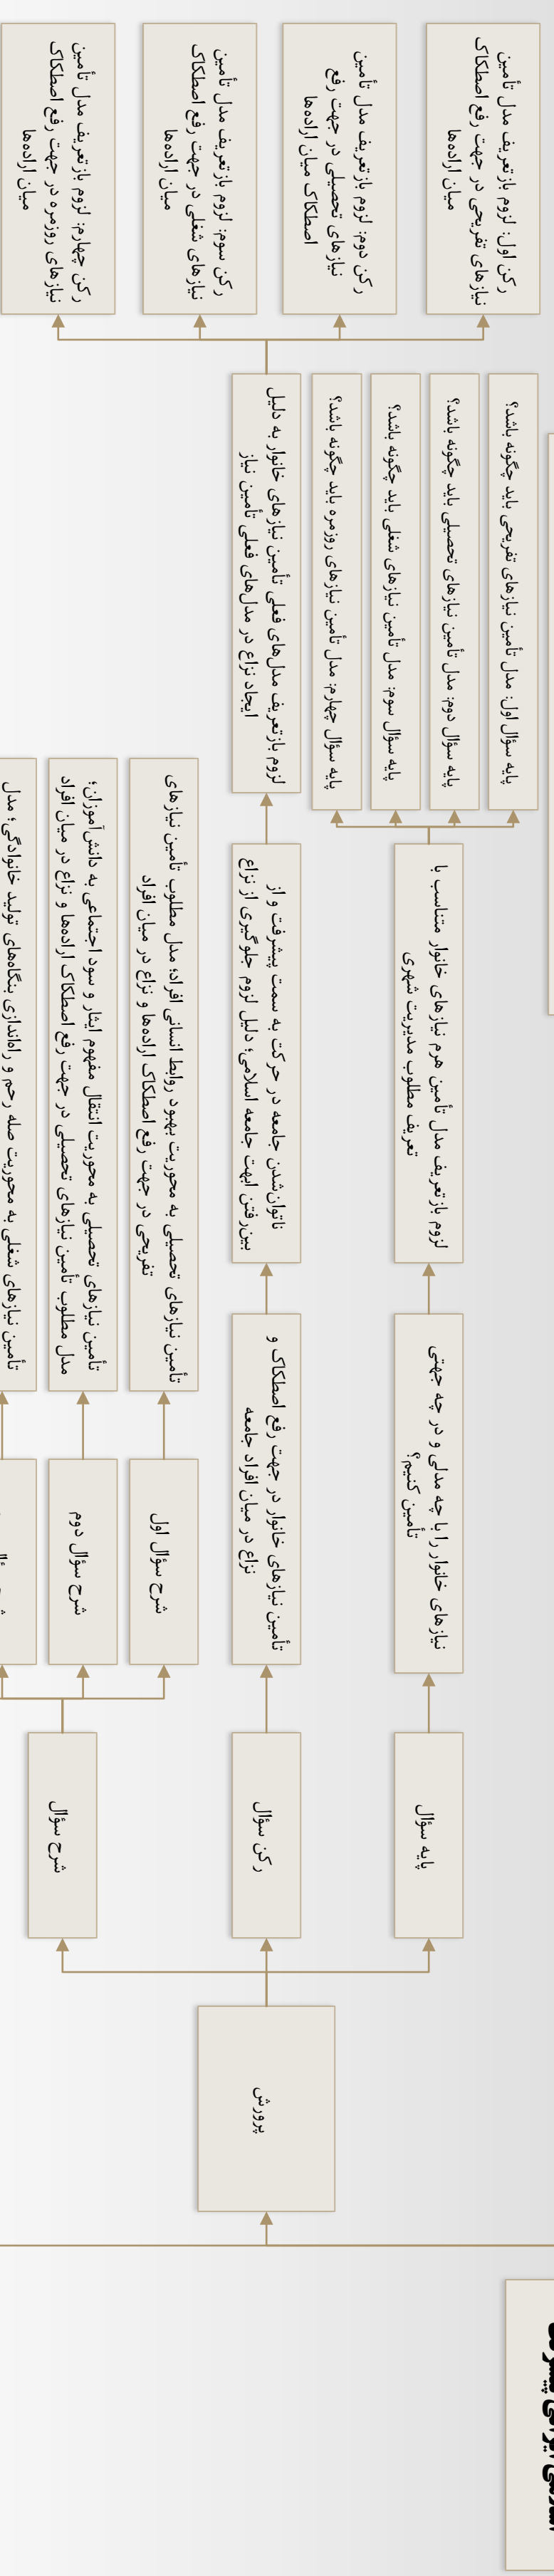 پرورش
پایه سؤال
نیازهای خانوار را با چه مدلی و در چه جهتی
تأمین کنیم؟
لزوم بازتعریف مدل تأمین هرم نیازهای خانوار متناسب با
تعریف مطلوب مدیریت شهری
پایه سؤال اول: مدل تأمین نیازهای تفریحی باید چگونه باشد؟
پایه سؤال دوم: مدل تأمین نیازهای تحصیلی باید چگونه باشد؟
پایه سؤال سوم: مدل تأمین نیازهای شغلی باید چگونه باشد؟
پایه سؤال چهارم: مدل تأمین نیازهای روزمره باید چگونه باشد؟
رکن سؤال
تأمین نیازهای خانوار در جهت رفع اصطکاک و
نزاع در میان افراد جامعه
ناتوان‌شدن جامعه در حرکت به سمت پیشرفت و از
بین‌رفتن ابهت جامعه اسلامی؛ دلیل لزوم جلوگیری از نزاع
لزوم بازتعریف مدل‌های فعلی تأمین نیازهای خانوار به دلیل
ایجاد نزاع در مدل‌های فعلی تأمین نیاز
رکن اول: لزوم بازتعریف مدل تأمین
نیازهای تفریحی در جهت رفع اصطکاک
میان اراده‌ها
رکن دوم: لزوم بازتعریف مدل تأمین
نیازهای تحصیلی در جهت رفع
اصطکاک میان اراده‌ها
رکن سوم: لزوم بازتعریف مدل تأمین
نیازهای شغلی در جهت رفع اصطکاک
میان اراده‌ها
رکن چهارم: لزوم بازتعریف مدل تأمین
نیازهای روزمره در جهت رفع اصطکاک
میان اراده‌ها
شرح سؤال
شرح سؤال اول
تأمین نیازهای تحصیلی به محوریت بهبود روابط انسانی افراد؛ مدل مطلوب تأمین نیازهای
تفریحی در جهت رفع اصطکاک اراده‌ها و نزاع در میان افراد
شرح سؤال دوم
تأمین نیازهای تحصیلی به محوریت انتقال مفهوم ایثار و سود اجتماعی به دانش‌آموزان؛
مدل مطلوب تأمین نیازهای تحصیلی در جهت رفع اصطکاک اراده‌ها و نزاع در میان افراد
تأمین نیازهای شغلی به محوریت صله رحم و راه‌اندازی بنگاه‌های تولید خانوادگی؛ مدل